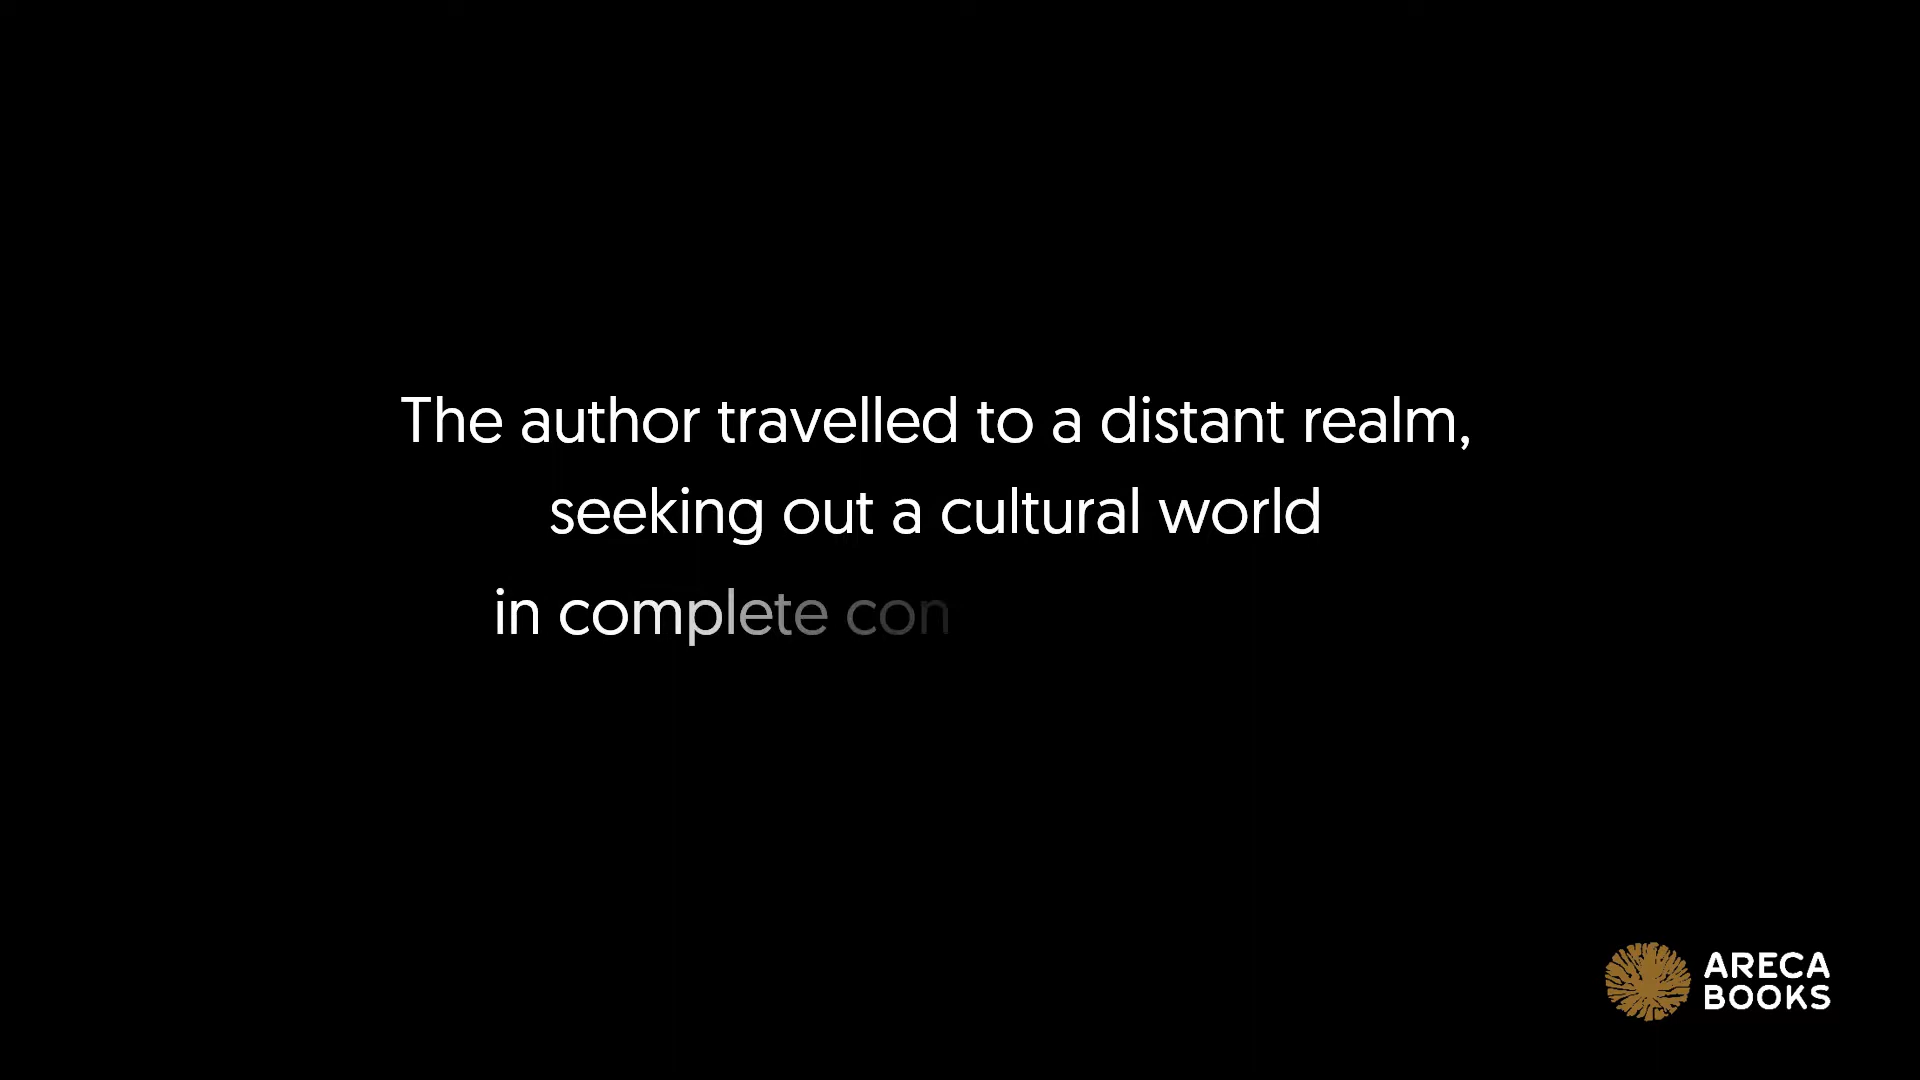 The author travelled to a distant realm,
seeking out a cultural world
in complete con
ARECA
BOOKS